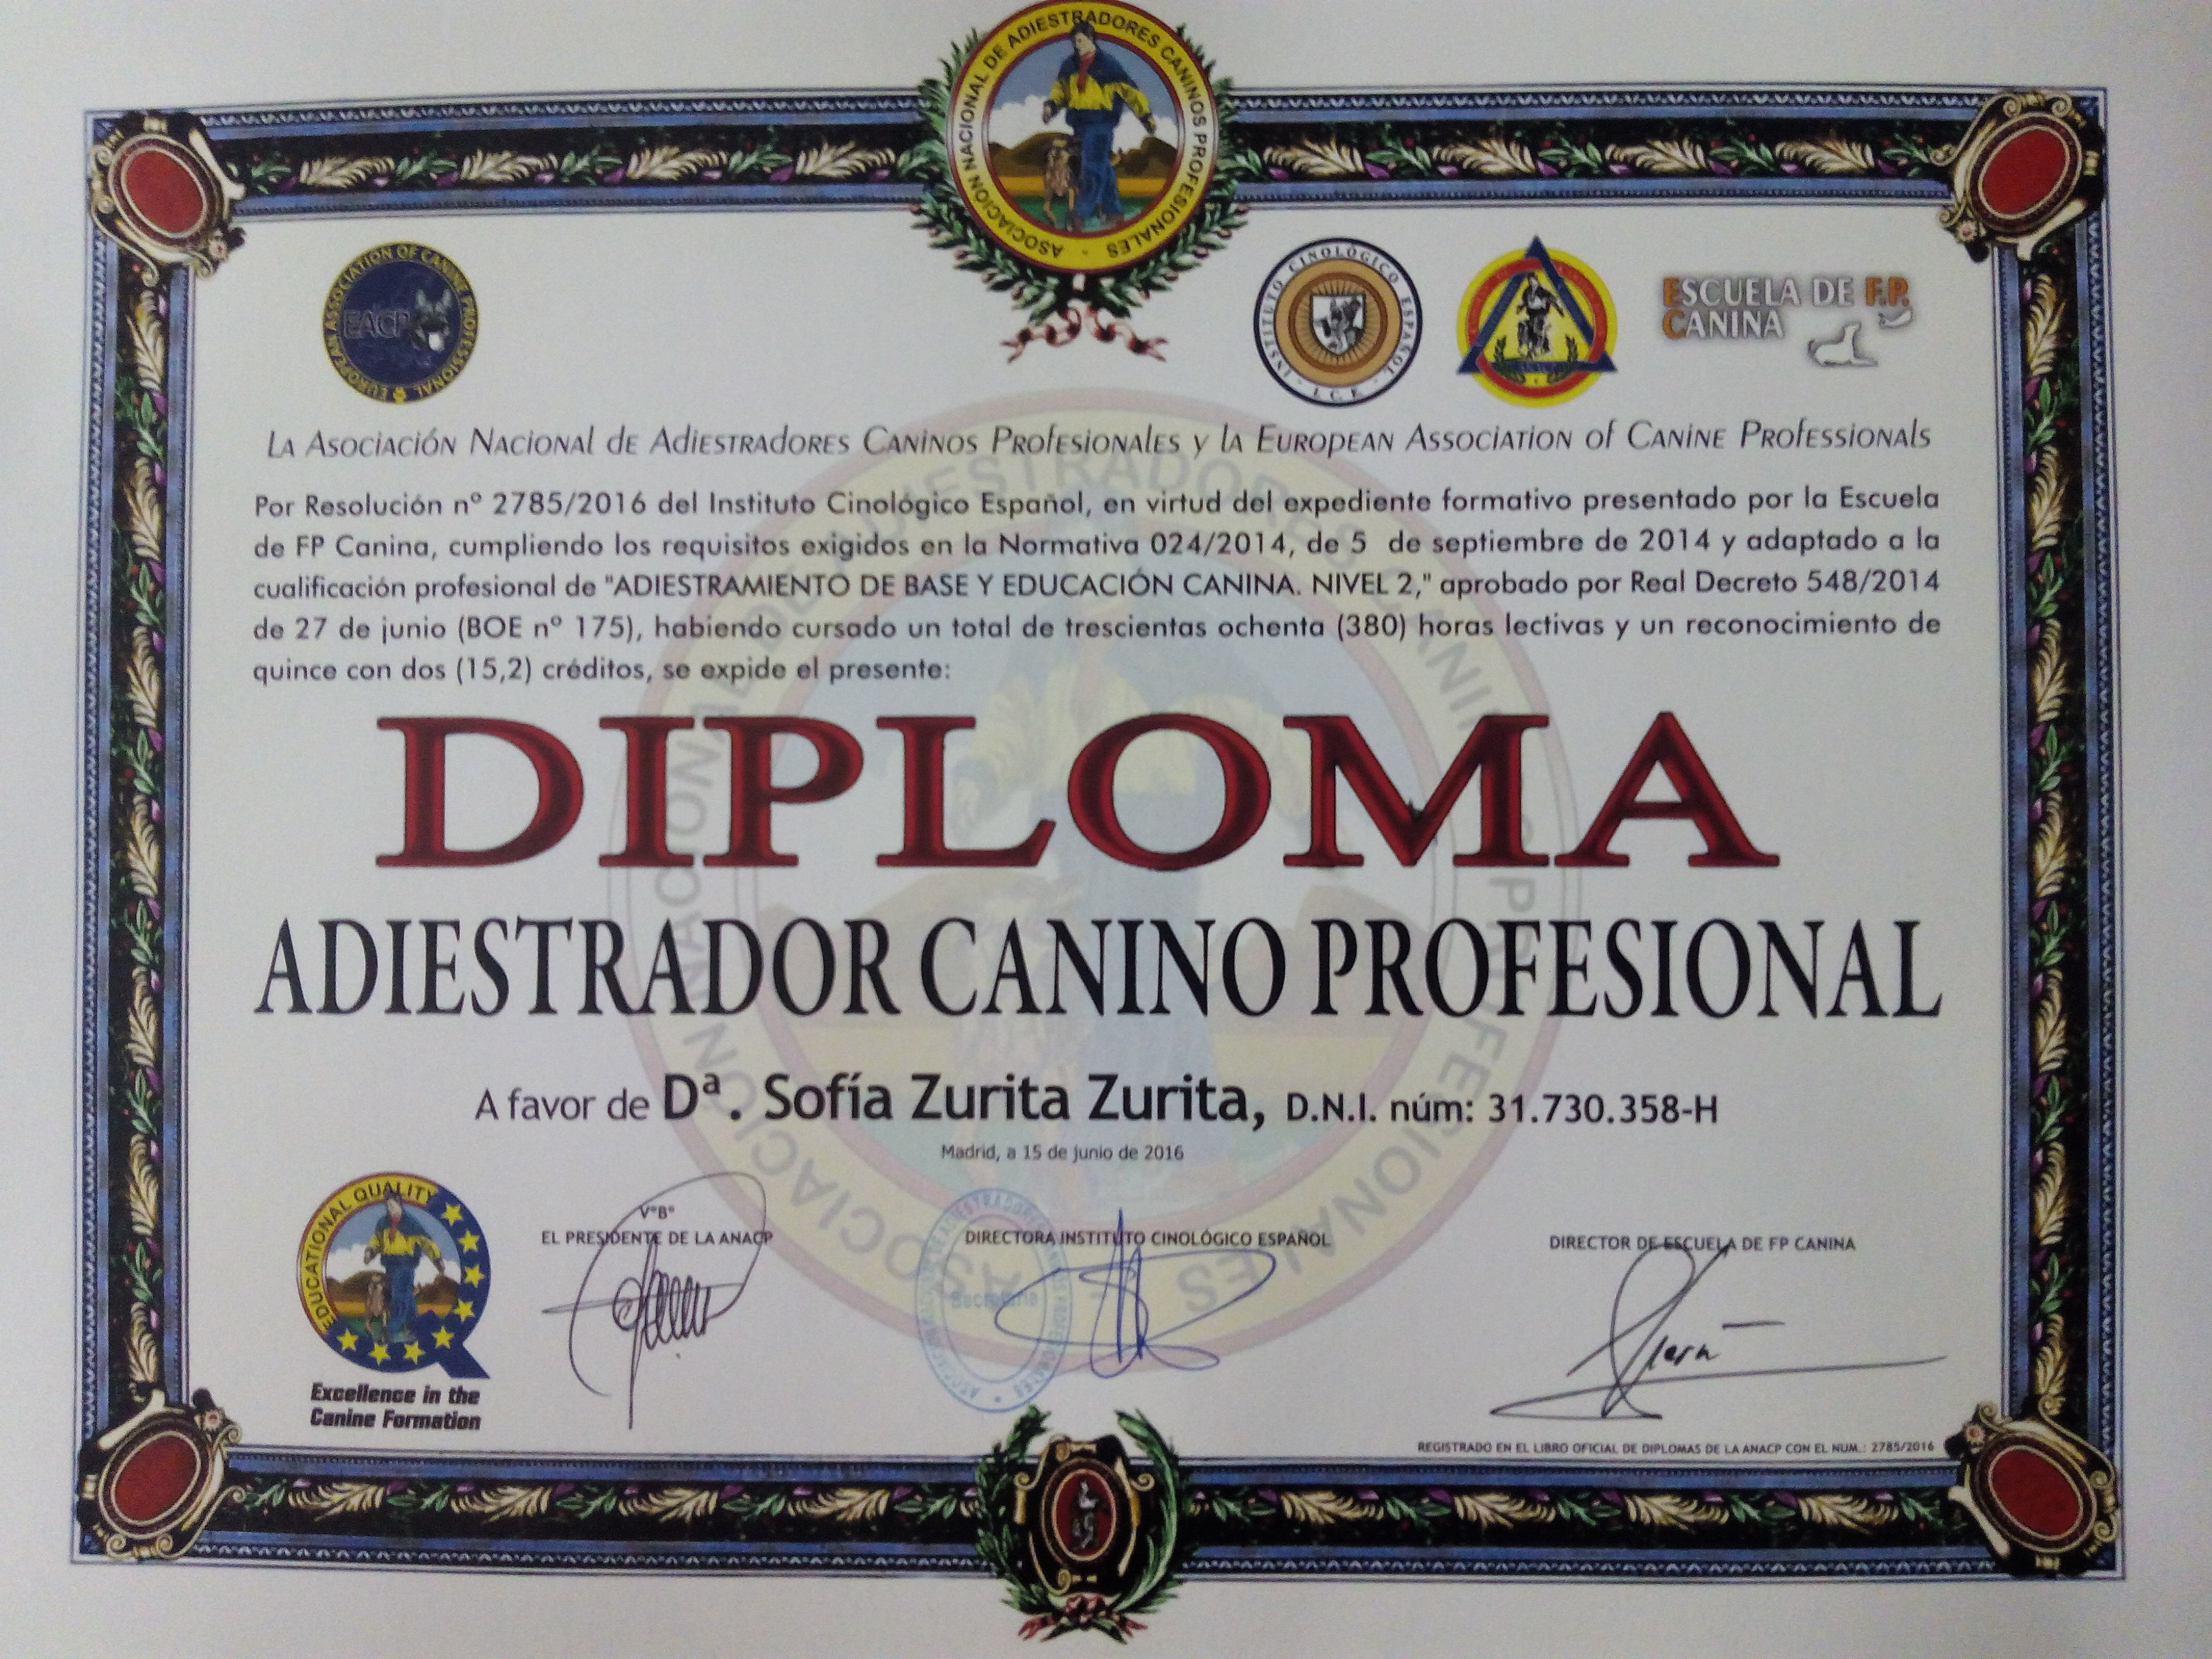 ASOCIACIÓN NACIONAL DE ADIESTRADORES CANINOS PROFESIONALES -
EUROPEAN ASSOCIATION OF CANINE PROFESSIONAL
EACP
INSTITUTO CINOLÓGICO ESPAÑOL
- I.C.E. -
ESCUELA DE F.P.
CANINA
La Asociación Nacional de Adiestradores Caninos Profesionales y la European Association of Canine Professionals
Por Resolución nº 2785/2016 del Instituto Cinológico Español, en virtud del expediente formativo presentado por la Escuela
de FP Canina, cumpliendo los requisitos exigidos en la Normativa 024/2014, de 5 de septiembre de 2014 y adaptado a la
cualificación profesional de "ADIESTRAMIENTO DE BASE Y EDUCACIÓN CANINA. NIVEL 2," aprobado por Real Decreto 548/2014
de 27 de junio (BOE nº 175), habiendo cursado un total de trescientas ochenta (380) horas lectivas y un reconocimiento de
quince con dos (15,2) créditos, se expide el presente:
DIPLOMA
ADIESTRADOR CANINO PROFESIONAL
A favor de Dª. Sofía Zurita Zurita, D.N.I. núm: 31.730.358-H
Madrid, a 15 de junio de 2016
VºBº
EL PRESIDENTE DE LA ANACP
DIRECTORA INSTITUTO CINOLÓGICO ESPAÑOL
DIRECTOR DE ESCUELA DE FP CANINA
Secretaría
EDUCATIONAL QUALITY
Excellence in the
Canine Formation
REGISTRADO EN EL LIBRO OFICIAL DE DIPLOMAS DE LA ANACP CON EL NUM.: 2785/2016